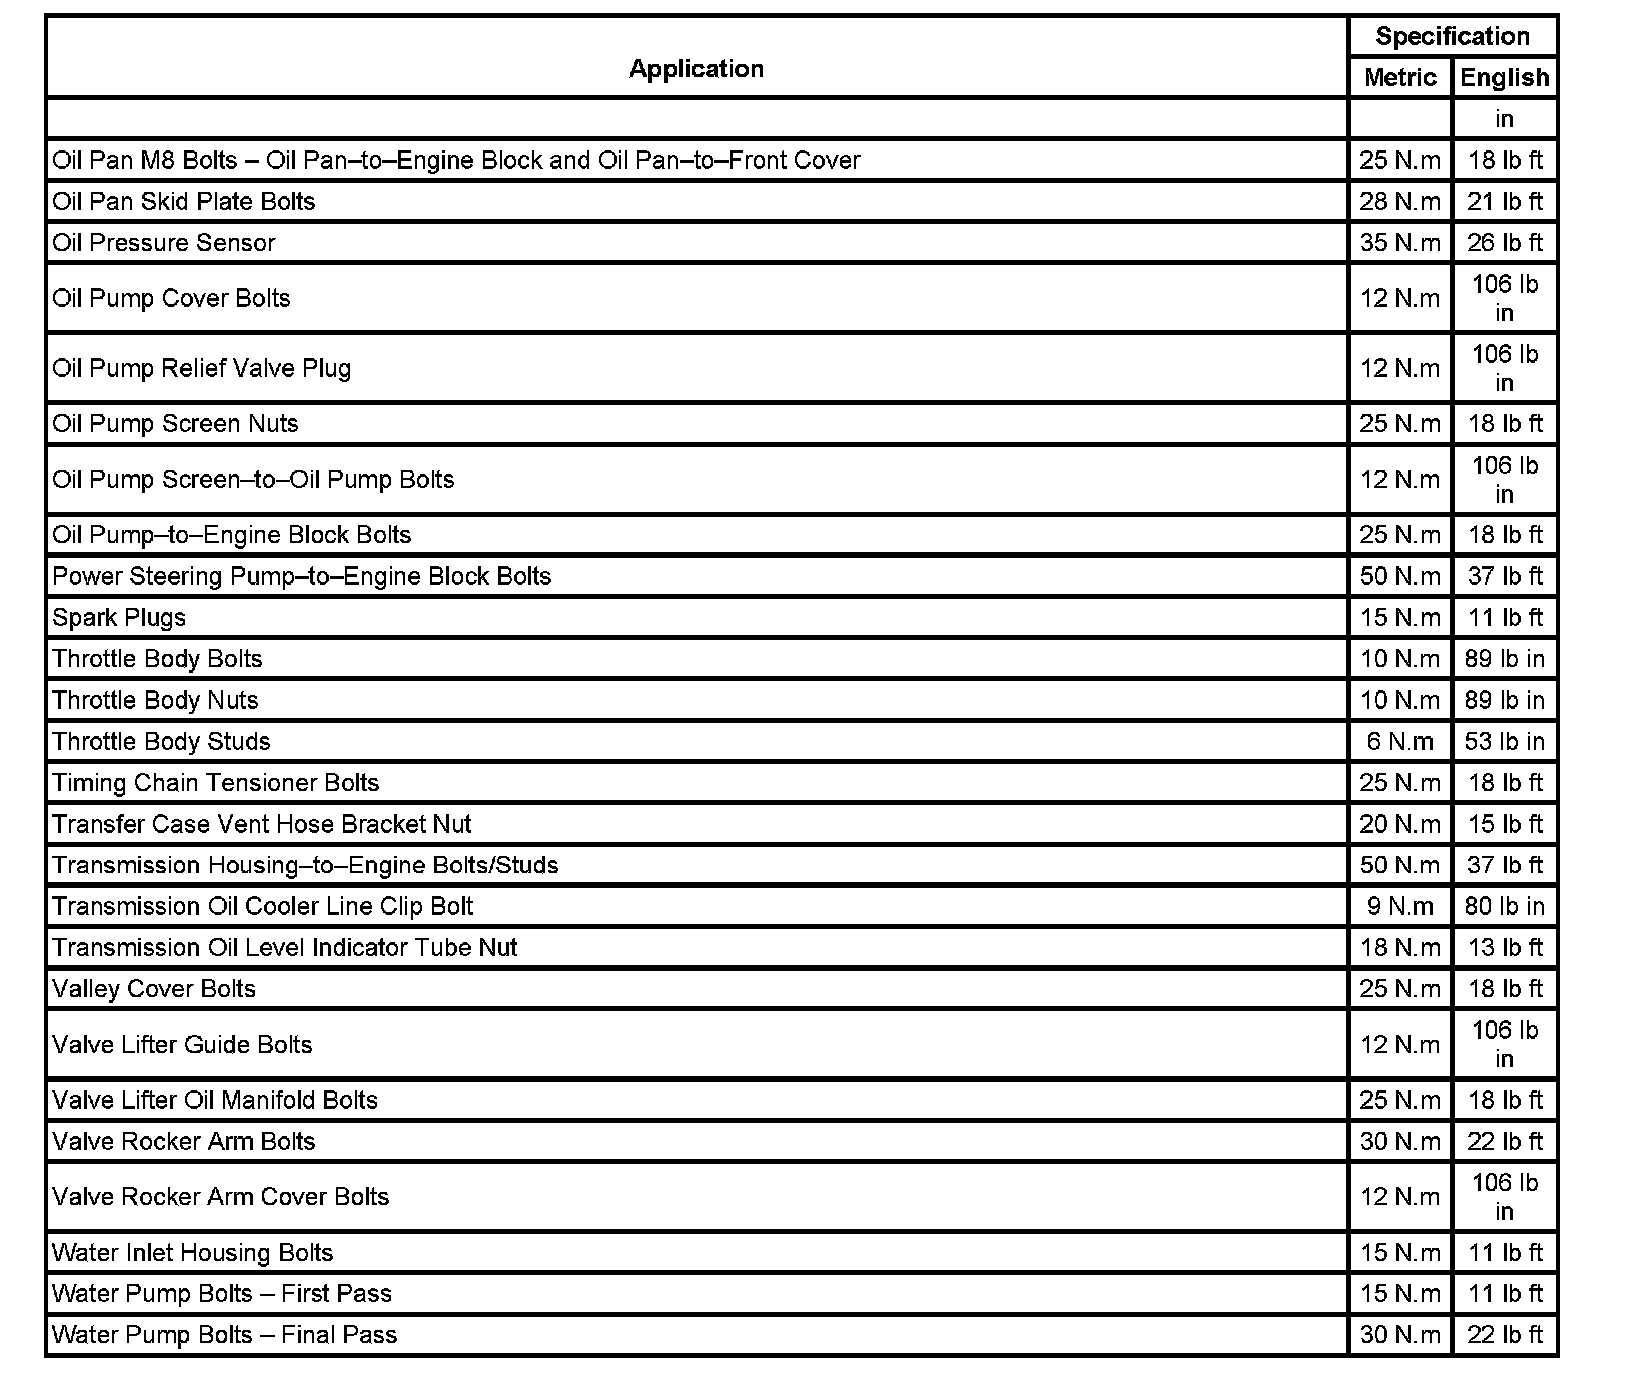 Application
Specification
Metric English
in
Oil Pan M8 Bolts – Oil Pan–to–Engine Block and Oil Pan–to–Front Cover 25 N.m 18 lb ft
Oil Pan Skid Plate Bolts 28 N.m 21 lb ft
Oil Pressure Sensor 35 N.m 26 lb ft
Oil Pump Cover Bolts 12 N.m 106 lb
in
Oil Pump Relief Valve Plug 12 N.m 106 lb
in
Oil Pump Screen Nuts 25 N.m 18 lb ft
Oil Pump Screen–to–Oil Pump Bolts 12 N.m 106 lb
in
Oil Pump–to–Engine Block Bolts 25 N.m 18 lb ft
Power Steering Pump–to–Engine Block Bolts 50 N.m 37 lb ft
Spark Plugs 15 N.m 11 lb ft
Throttle Body Bolts 10 N.m 89 lb in
Throttle Body Nuts 10 N.m 89 lb in
Throttle Body Studs 6 N.m 53 lb in
Timing Chain Tensioner Bolts 25 N.m 18 lb ft
Transfer Case Vent Hose Bracket Nut 20 N.m 15 lb ft
Transmission Housing–to–Engine Bolts/Studs 50 N.m 37 lb ft
Transmission Oil Cooler Line Clip Bolt 9 N.m 80 lb in
Transmission Oil Level Indicator Tube Nut 18 N.m 13 lb ft
Valley Cover Bolts 25 N.m 18 lb ft
Valve Lifter Guide Bolts 12 N.m 106 lb
in
Valve Lifter Oil Manifold Bolts 25 N.m 18 lb ft
Valve Rocker Arm Bolts 30 N.m 22 lb ft
Valve Rocker Arm Cover Bolts 12 N.m 106 lb
in
Water Inlet Housing Bolts 15 N.m 11 lb ft
Water Pump Bolts – First Pass 15 N.m 11 lb ft
Water Pump Bolts – Final Pass 30 N.m 22 lb ft